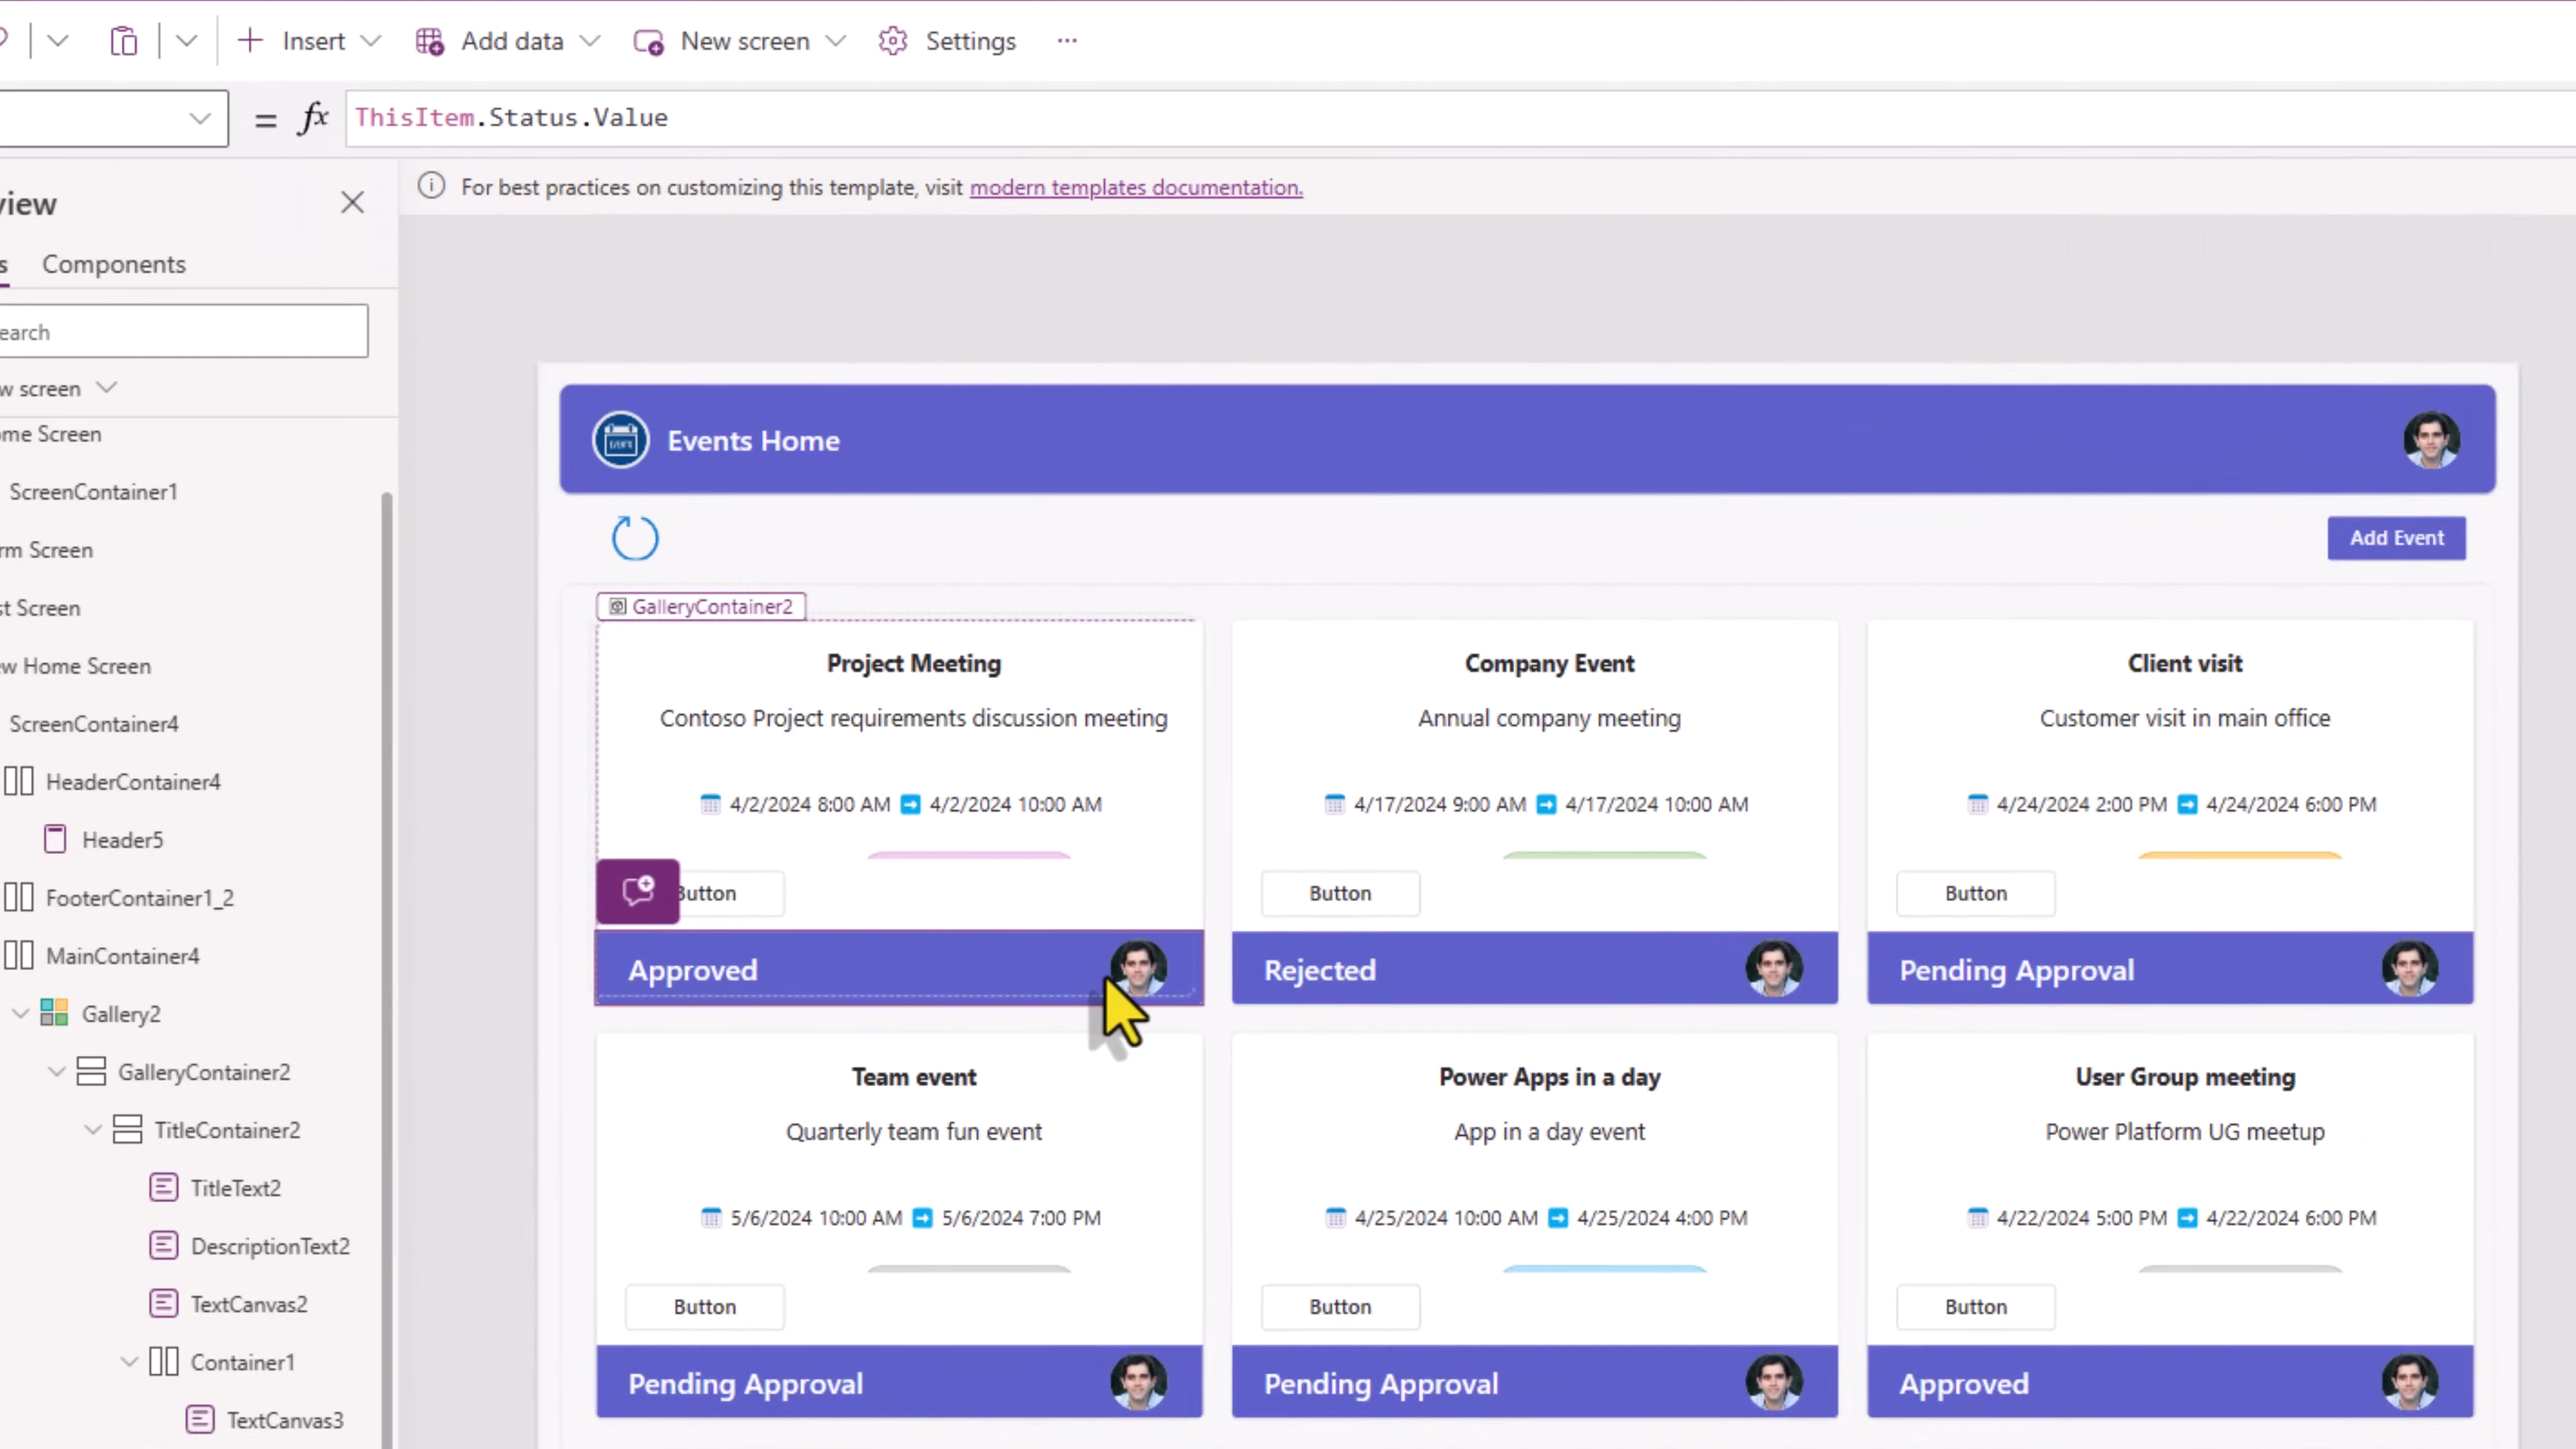 Insert
Add data
New screen
Settings
...
= fx ThisItem.Status.Value
view
For best practices on customizing this template, visit modern templates documentation.
s
Components
earch
w screen
me Screen
ScreenContainer1
rm Screen
st Screen
ew Home Screen
ScreenContainer4
HeaderContainer4
Header5
FooterContainer1_2
MainContainer4
Gallery2
GalleryContainer2
TitleContainer2
TitleText2
DescriptionText2
TextCanvas2
Container1
TextCanvas3
Events Home
Add Event
GalleryContainer2
Project Meeting
Contoso Project requirements discussion meeting
4/2/2024 8:00 AM ➡ 4/2/2024 10:00 AM
Button
Approved
Company Event
Annual company meeting
4/17/2024 9:00 AM ➡ 4/17/2024 10:00 AM
Button
Rejected
Client visit
Customer visit in main office
4/24/2024 2:00 PM ➡ 4/24/2024 6:00 PM
Button
Pending Approval
Team event
Quarterly team fun event
5/6/2024 10:00 AM ➡ 5/6/2024 7:00 PM
Button
Pending Approval
Power Apps in a day
App in a day event
4/25/2024 10:00 AM ➡ 4/25/2024 4:00 PM
Button
Pending Approval
User Group meeting
Power Platform UG meetup
4/22/2024 5:00 PM ➡ 4/22/2024 6:00 PM
Button
Approved